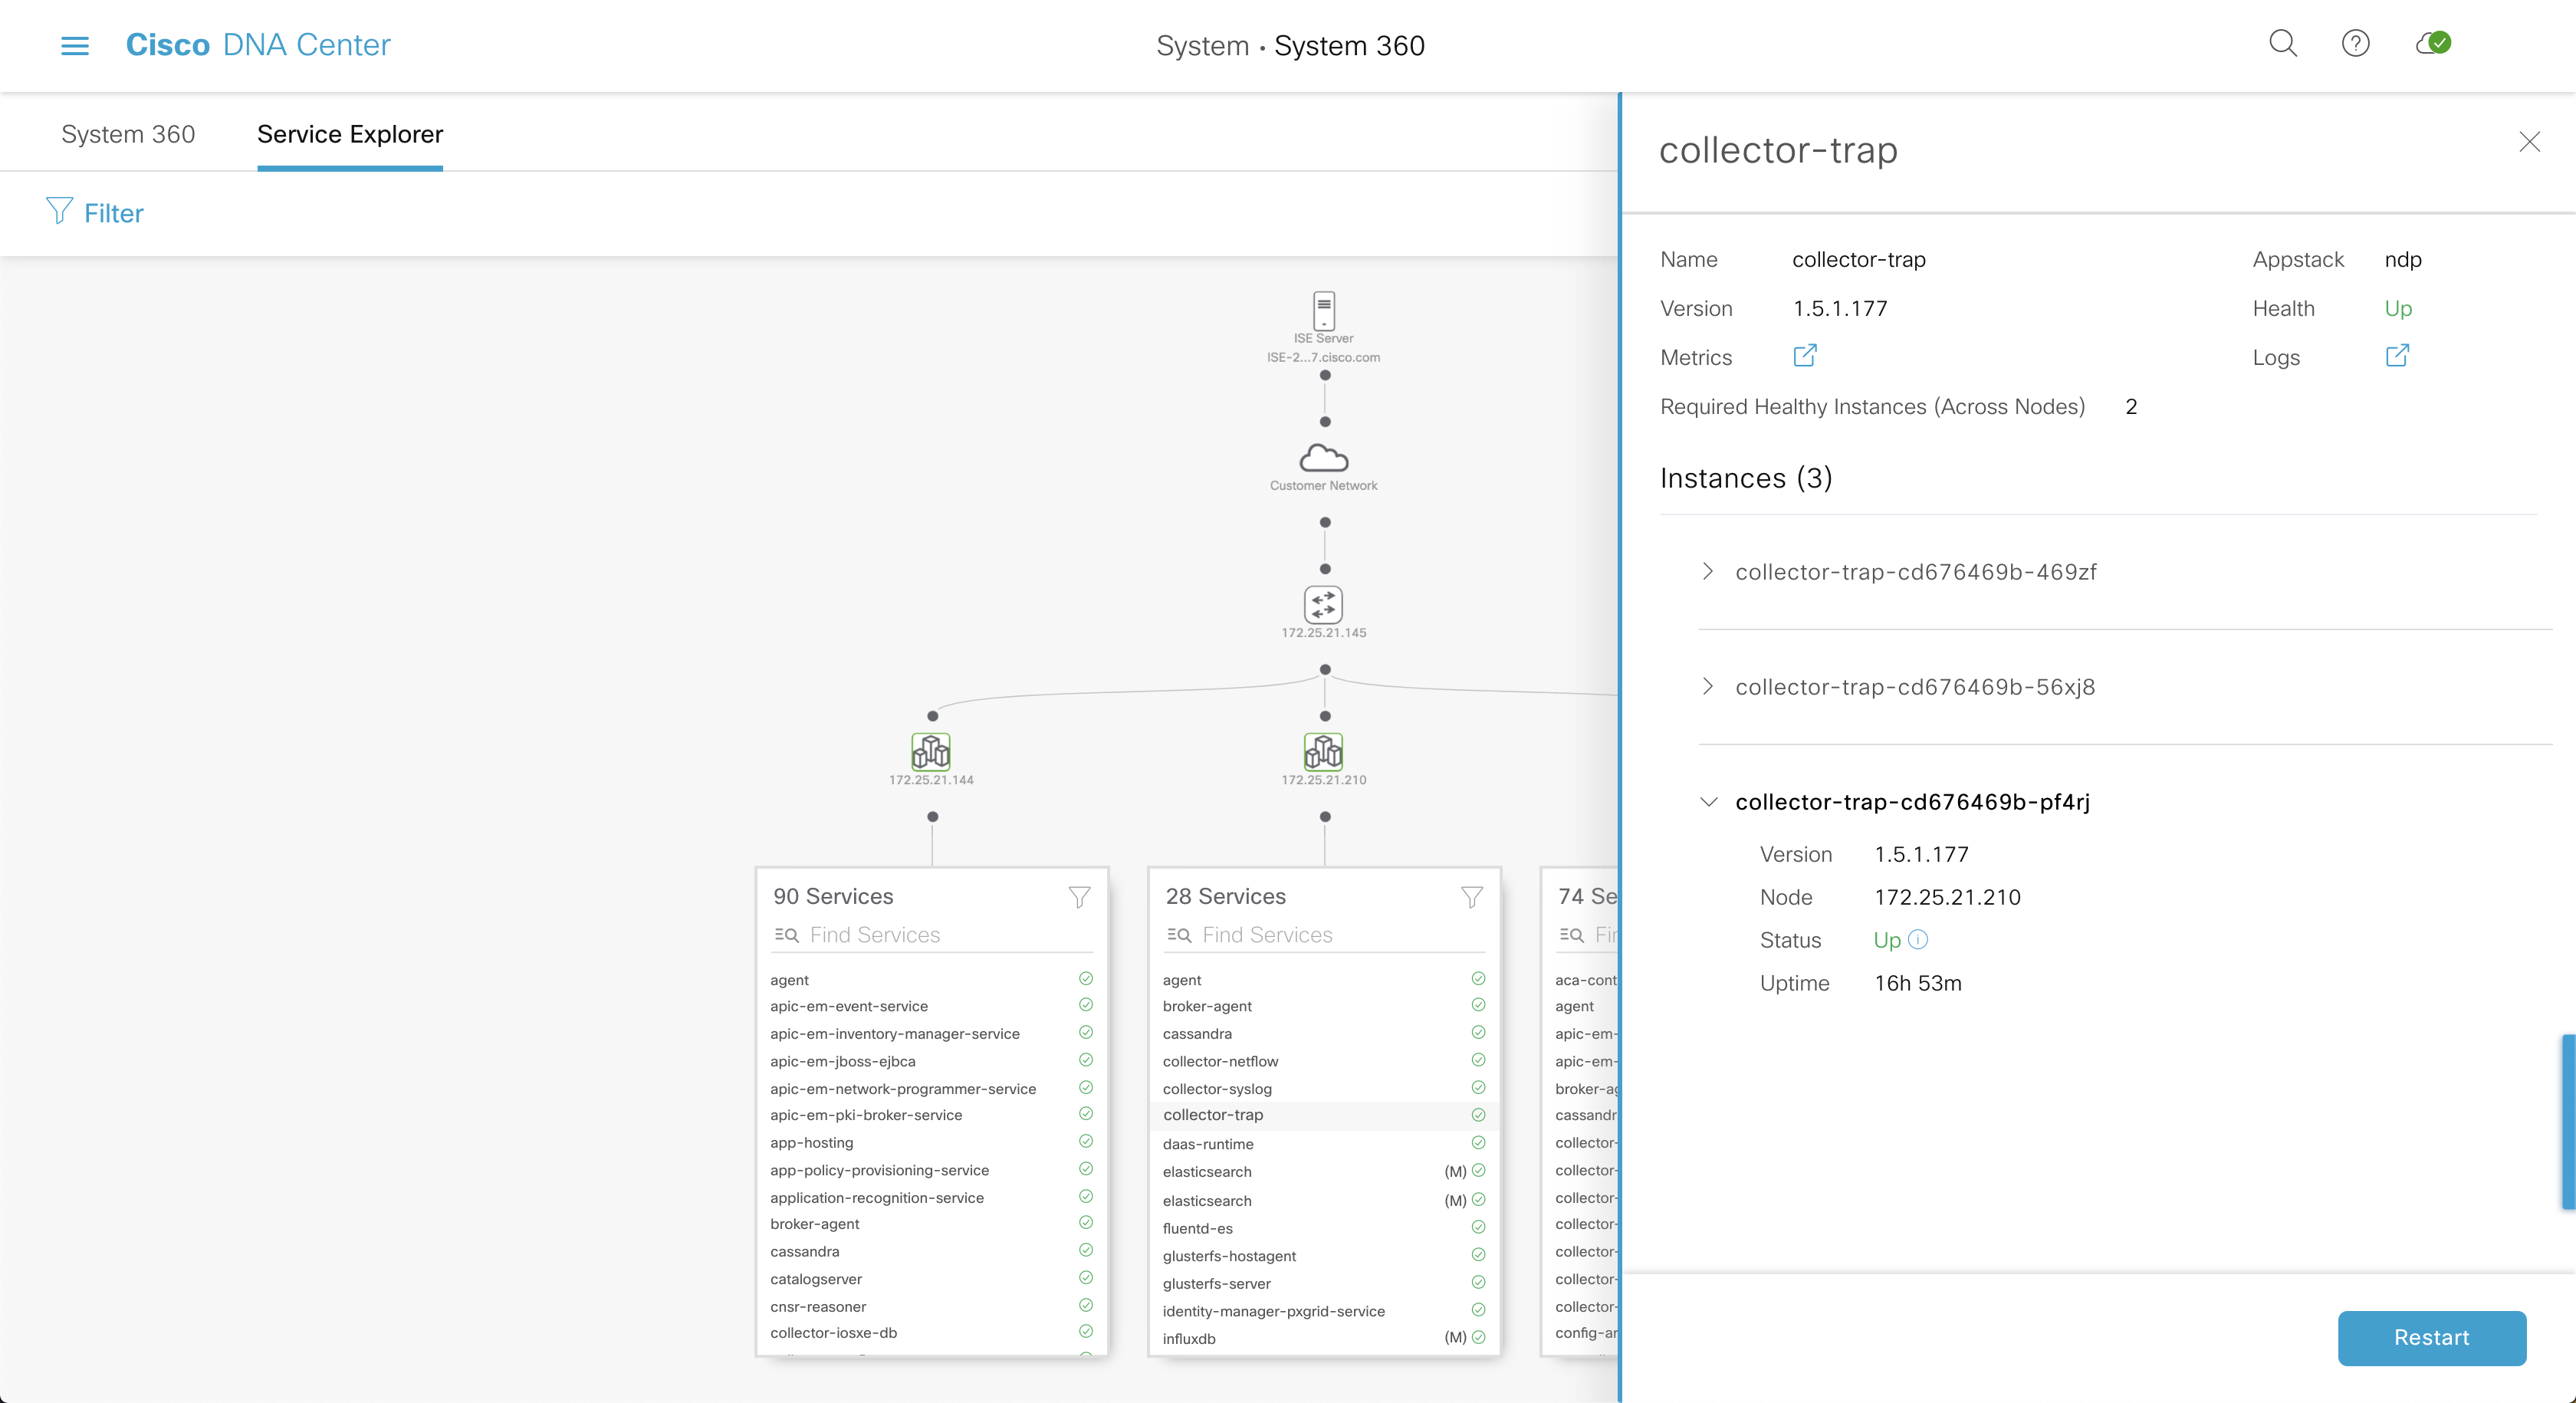 Cisco DNA Center
System • System 360
System 360
Service Explorer
Filter
ISE Server
ISE-2...7.cisco.com
Customer Network
172.25.21.145
172.25.21.144
172.25.21.210
90 Services
Find Services
agent
apic-em-event-service
apic-em-inventory-manager-service
apic-em-jboss-ejbca
apic-em-network-programmer-service
apic-em-pki-broker-service
app-hosting
app-policy-provisioning-service
application-recognition-service
broker-agent
cassandra
catalogserver
cnsr-reasoner
collector-iosxe-db
28 Services
Find Services
agent
broker-agent
cassandra
collector-netflow
collector-syslog
collector-trap
daas-runtime
elasticsearch (M)
elasticsearch (M)
fluentd-es
glusterfs-hostagent
glusterfs-server
identity-manager-pxgrid-service
influxdb (M)
74 Se
Fin
aca-cont
agent
apic-em-
apic-em-
broker-ag
cassandr
collector-
collector-
collector-
collector-
collector-
collector-
collector-
config-ar
collector-trap
Name collector-trap Appstack ndp
Version 1.5.1.177 Health Up
Metrics Logs
Required Healthy Instances (Across Nodes) 2
Instances (3)
collector-trap-cd676469b-469zf
collector-trap-cd676469b-56xj8
collector-trap-cd676469b-pf4rj
Version 1.5.1.177
Node 172.25.21.210
Status Up
Uptime 16h 53m
Restart